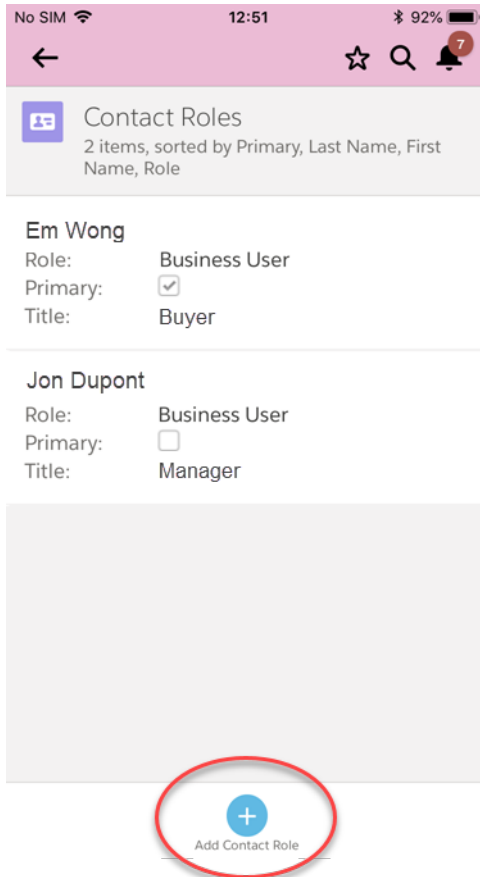 No SIM 12:51 92%
7
Contact Roles
2 items, sorted by Primary, Last Name, First
Name, Role
Em Wong
Role: Business User
Primary:
Title: Buyer
Jon Dupont
Role: Business User
Primary:
Title: Manager
Add Contact Role